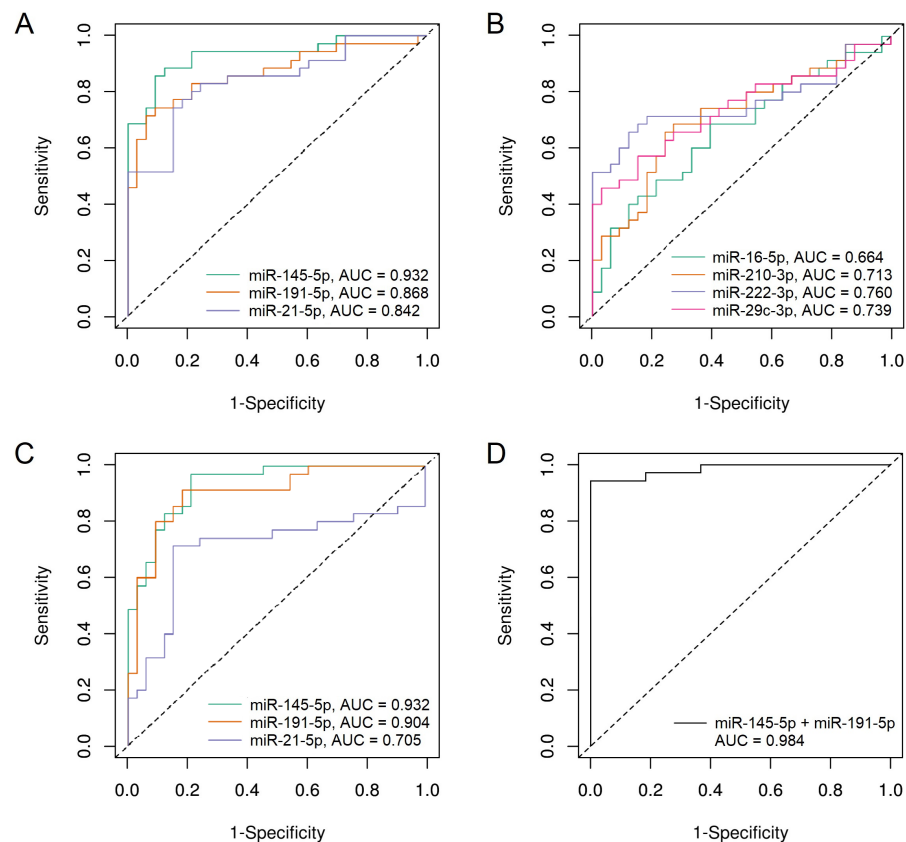 A
1.0
0.8
0.6
0.4
0.2
0.0
Sensitivity
miR-145-5p, AUC = 0.932
miR-191-5p, AUC = 0.868
miR-21-5p, AUC = 0.842
0.0 0.2 0.4 0.6 0.8 1.0
1-Specificity
B
1.0
0.8
0.6
0.4
0.2
0.0
Sensitivity
miR-16-5p, AUC = 0.664
miR-210-3p, AUC = 0.713
miR-222-3p, AUC = 0.760
miR-29c-3p, AUC = 0.739
0.0 0.2 0.4 0.6 0.8 1.0
1-Specificity
C
1.0
0.8
0.6
0.4
0.2
0.0
Sensitivity
miR-145-5p, AUC = 0.932
miR-191-5p, AUC = 0.904
miR-21-5p, AUC = 0.705
0.0 0.2 0.4 0.6 0.8 1.0
1-Specificity
D
1.0
0.8
0.6
0.4
0.2
0.0
Sensitivity
miR-145-5p + miR-191-5p
AUC = 0.984
0.0 0.2 0.4 0.6 0.8 1.0
1-Specificity